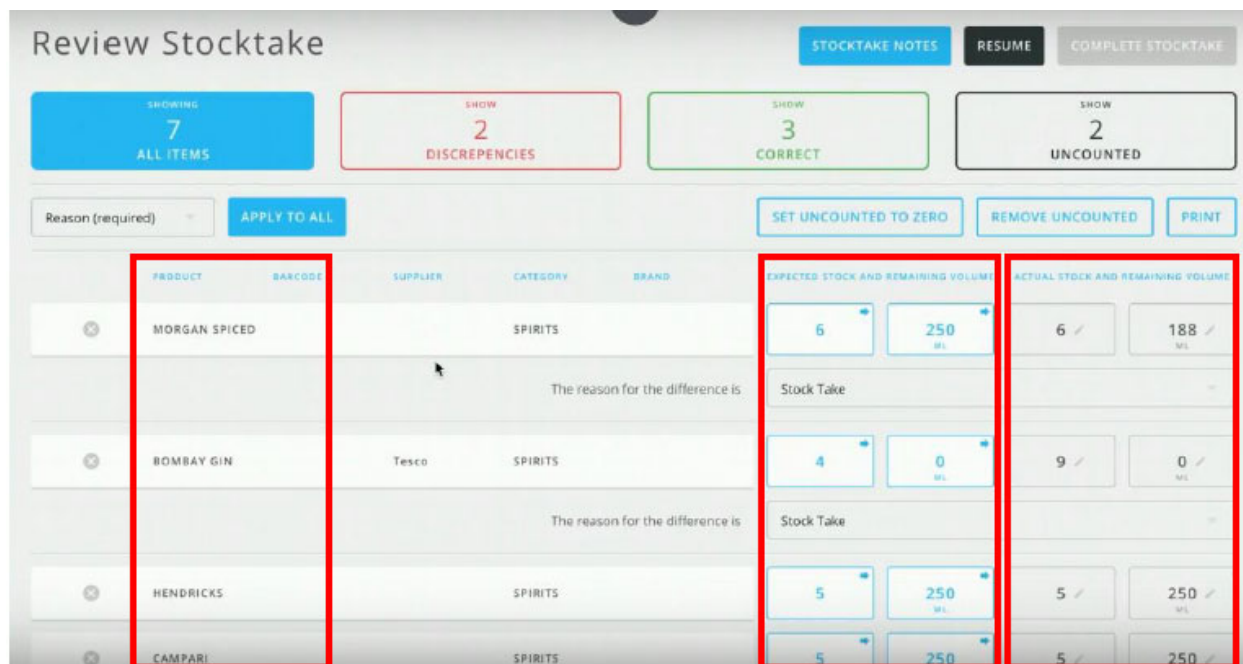 Review Stocktake
STOCKTAKE NOTES
RESUME
COMPLETE STOCKTAKE
SHOWING
7
ALL ITEMS
SHOW
2
DISCREPENCIES
SHOW
3
CORRECT
SHOW
2
UNCOUNTED
Reason (required)
APPLY TO ALL
SET UNCOUNTED TO ZERO
REMOVE UNCOUNTED
PRINT
PRODUCT BARCODE SUPPLIER CATEGORY BRAND EXPECTED STOCK AND REMAINING VOLUME ACTUAL STOCK AND REMAINING VOLUME
MORGAN SPICED SPIRITS 6 250 6 188
ML ML
The reason for the difference is Stock Take
BOMBAY GIN Tesco SPIRITS 4 0 9 0
ML ML
The reason for the difference is Stock Take
HENDRICKS SPIRITS 5 250 5 250
ML ML
CAMPARI SPIRITS 5 250 5 250